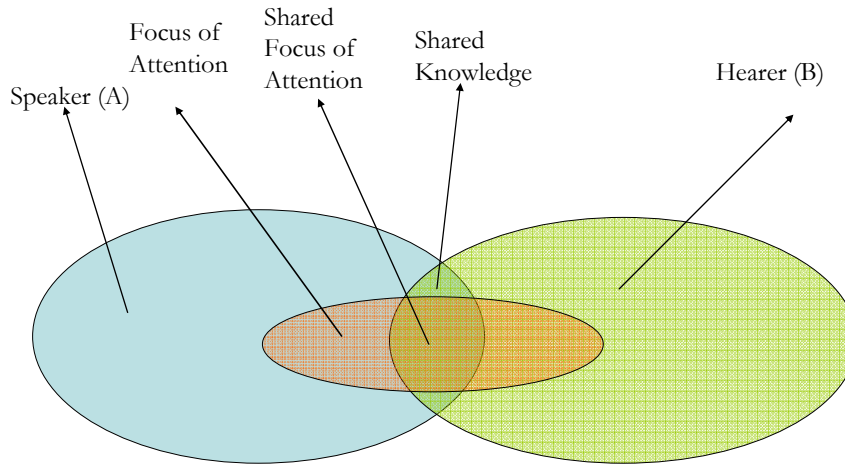 Speaker (A)
Focus of
Attention
Shared
Focus of
Attention
Shared
Knowledge
Hearer (B)